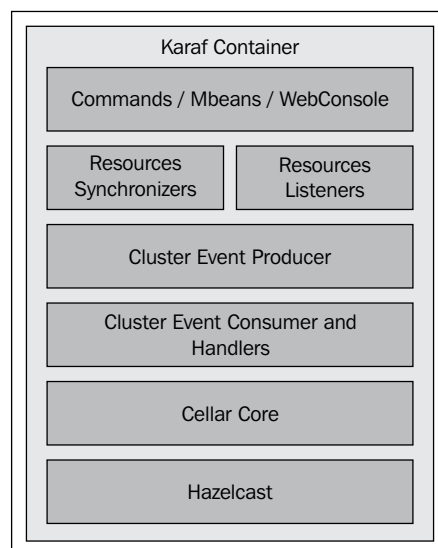 Karaf Container
Commands / Mbeans / WebConsole
Resources
Synchronizers
Resources
Listeners
Cluster Event Producer
Cluster Event Consumer and
Handlers
Cellar Core
Hazelcast